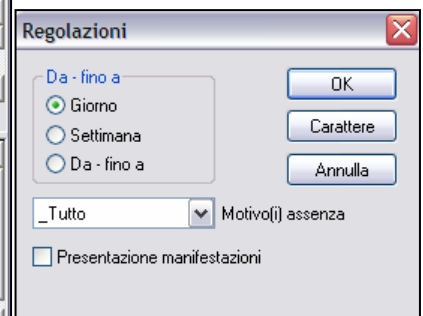 Regolazioni
Da - fino a
Giorno
Settimana
Da - fino a
OK
Carattere
Annulla
_Tutto
Motivo(i) assenza
Presentazione manifestazioni